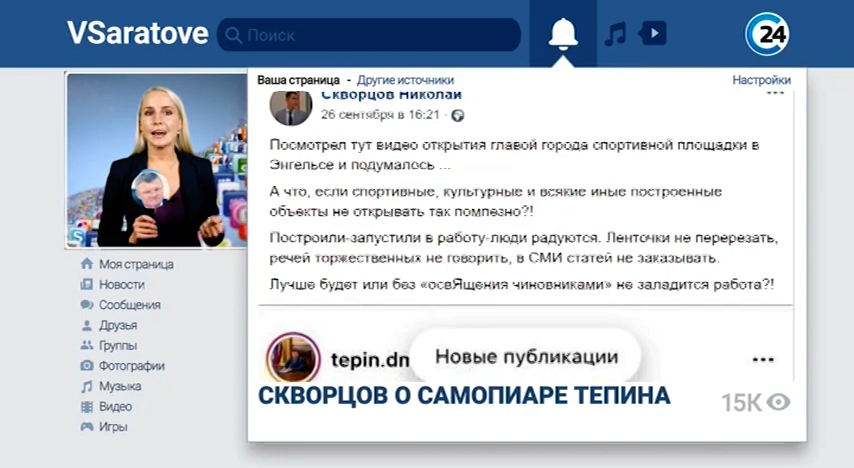 VSaratove
Поиск
24
Ваша страница - Другие источники
Настройки
Скворцов Николай
26 сентября в 16:21 ·
Посмотрел тут видео открытия главой города спортивной площадки в
Энгельсе и подумалось ...
А что, если спортивные, культурные и всякие иные построенные
объекты не открывать так помпезно?!
Построили-запустили в работу-люди радуются. Ленточки не перерезать,
речей торжественных не говорить, в СМИ статей не заказывать.
Лучше будет или без «освЯщения чиновниками» не заладится работа?!
Моя страница
Новости
Сообщения
Друзья
Группы
Фотографии
Музыка
Видео
Игры
tepin.dm
Новые публикации
СКВОРЦОВ О САМОПИАРЕ ТЕПИНА
15K